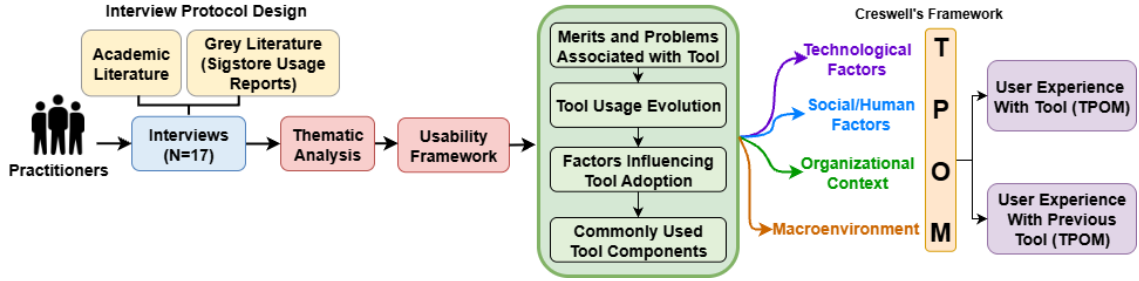 Interview Protocol Design
Academic
Literature
Grey Literature
(Sigstore Usage
Reports)
Practitioners
Interviews
(N=17)
Thematic
Analysis
Usability
Framework
Merits and Problems
Associated with Tool
Tool Usage Evolution
Factors Influencing
Tool Adoption
Commonly Used
Tool Components
Creswell's Framework
Technological
Factors
Social/Human
Factors
Organizational
Context
Macroenvironment
T
P
O
M
User Experience
With Tool (TPOM)
User Experience
With Previous
Tool (TPOM)